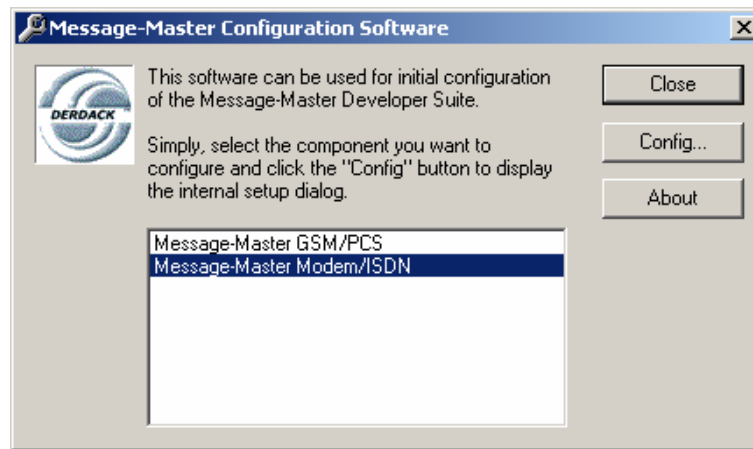 Message-Master Configuration Software
This software can be used for initial configuration
of the Message-Master Developer Suite.
Simply, select the component you want to
configure and click the "Config" button to display
the internal setup dialog.
DERDACK
Close
Config...
About
Message-Master GSM/PCS
Message-Master Modem/ISDN